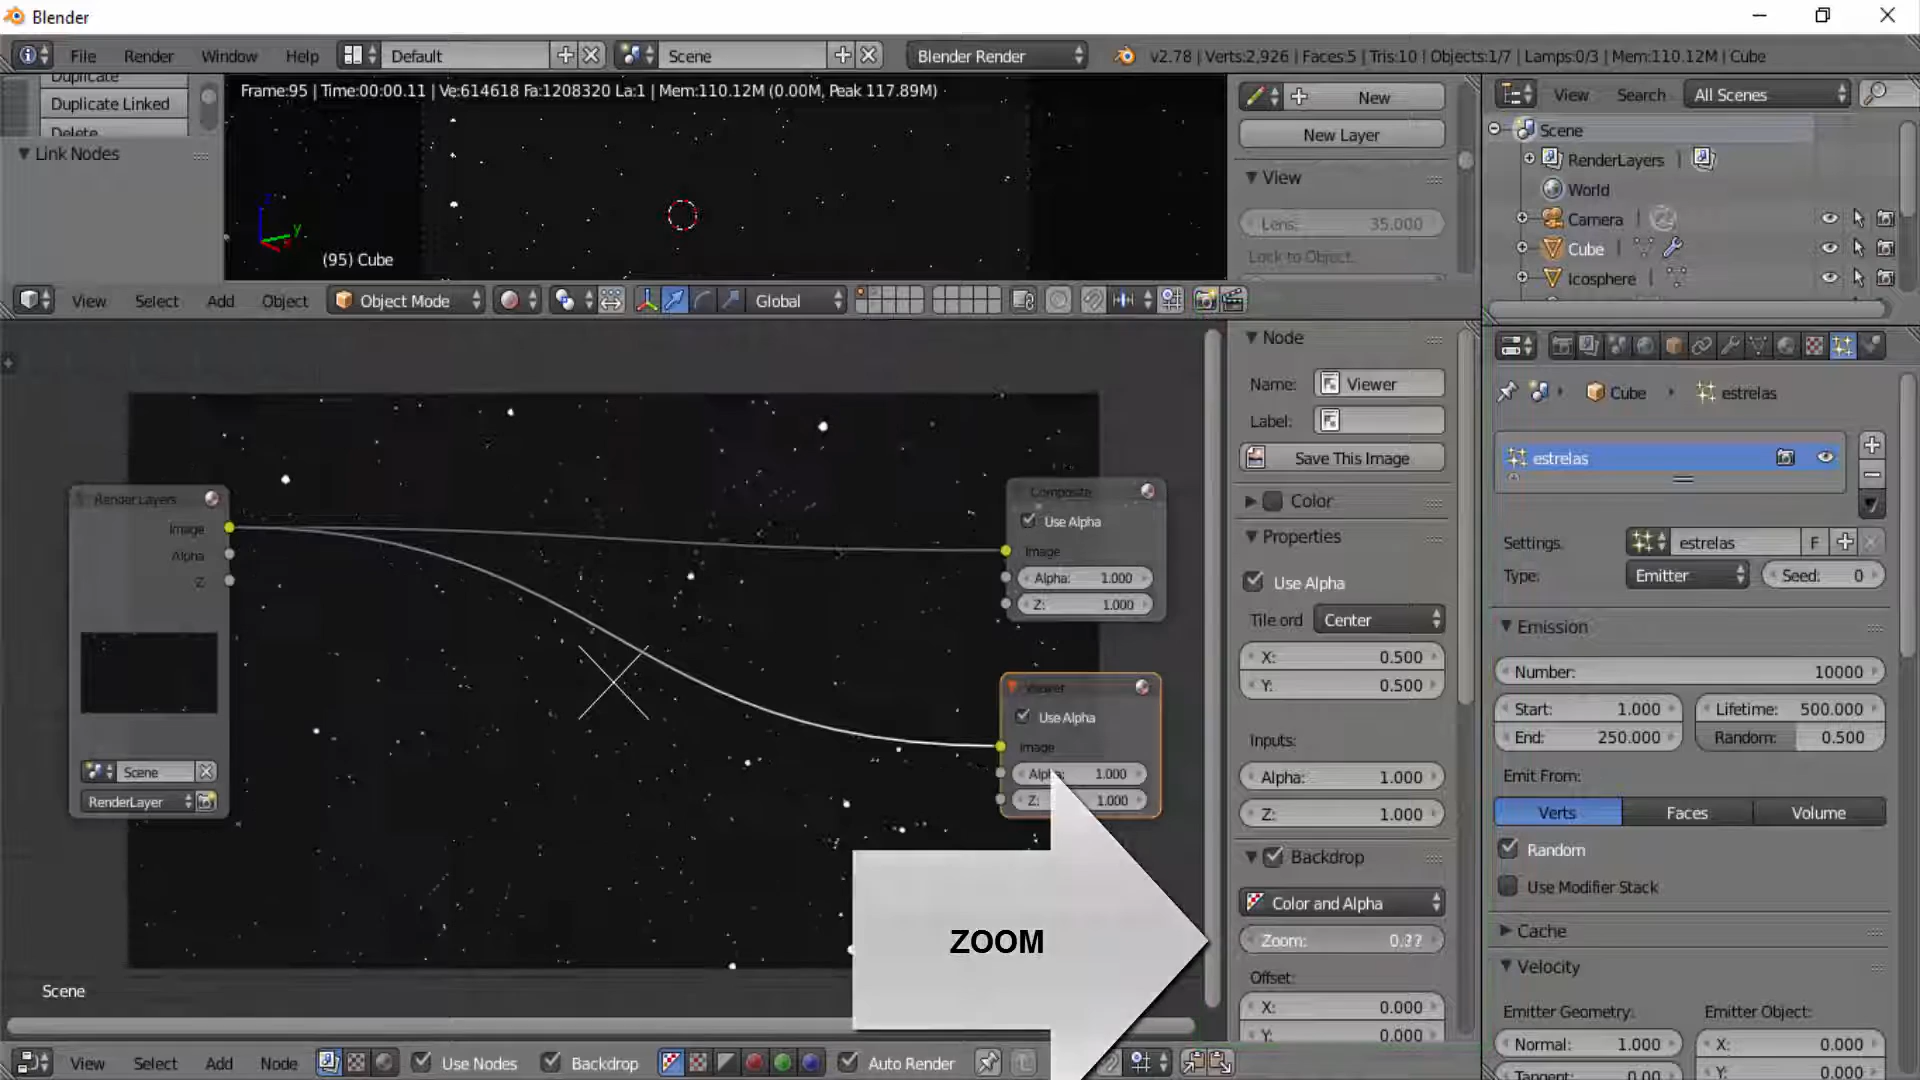 Blender
File Render Window Help Default Scene Blender Render v2.78 | Verts:2,926 | Faces:5 | Tris:10 | Objects:1/7 | Lamps:0/3 | Mem:110.12M | Cube
Duplicate
Duplicate Linked
Delete
Link Nodes
Frame:95 | Time:00:00.11 | Ve:614618 Fa:1208320 La:1 | Mem:110.12M (0.00M, Peak 117.89M)
z
y
(95) Cube
New
New Layer
View
Lens: 35.000
Lock to Object:
View Search All Scenes
Scene
RenderLayers |
World
Camera |
Cube |
Icosphere |
View Select Add Object Object Mode Global
RenderLayers
Image
Alpha
Z
Scene
RenderLayer
Composite
Use Alpha
Image
Alpha: 1.000
Z: 1.000
Viewer
Use Alpha
Image
Alpha: 1.000
Z: 1.000
ZOOM
Scene
Node
Name: Viewer
Label:
Save This Image
Color
Properties
Use Alpha
Tile ord Center
X: 0.500
Y: 0.500
Inputs:
Alpha: 1.000
Z: 1.000
Backdrop
Color and Alpha
Zoom:
Offset:
X: 0.000
Y: 0.000
Cube estrelas
estrelas
Settings: estrelas F
Type: Emitter Seed: 0
Emission
Number: 10000
Start: 1.000 Lifetime: 500.000
End: 250.000 Random: 0.500
Emit From:
Verts Faces Volume
Random
Use Modifier Stack
Cache
Velocity
Emitter Geometry: Emitter Object:
Normal: 1.000 X: 0.000
Tangent: 0.00 Y: 0.000
View Select Add Node Use Nodes Backdrop Auto Render